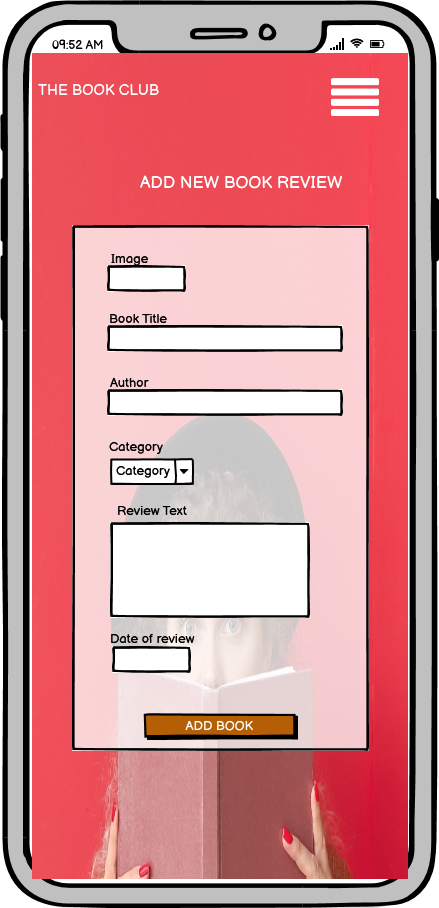 09:52 AM
THE BOOK CLUB
ADD NEW BOOK REVIEW
Image
Book Title
Author
Category
Category
Review Text
Date of review
ADD BOOK